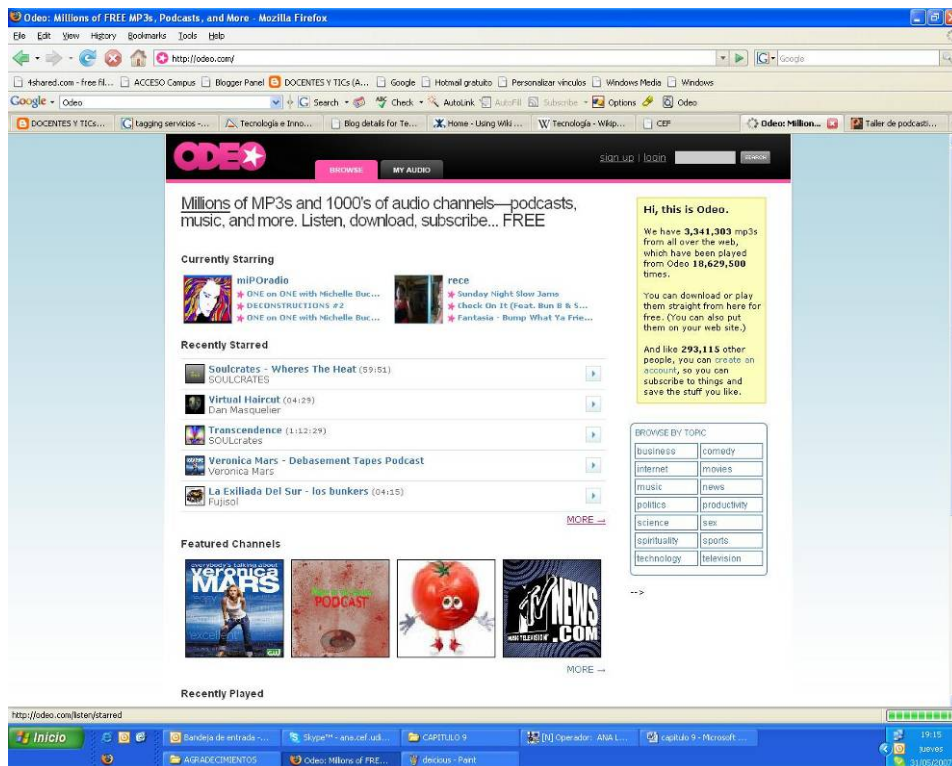 Odeo: Millions of FREE MP3s, Podcasts, and More - Mozilla Firefox
File Edit View History Bookmarks Tools Help
http://odeo.com/
Google
4shared.com - free fil... ACCESO Campus Blogger Panel DOCENTES Y TICs (A... Google Hotmail gratuito Personalizar vínculos Windows Media Windows
Google Odeo Search Check AutoLink AutoFill Subscribe Options Odeo
DOCENTES Y TICs... tagging servicios -... Tecnología e Inno... Blog details for Te... Home - Using Wiki ... Tecnología - Wikip... CEF Odeo: Million... Taller de podcasti...
ODEO
BROWSE MY AUDIO
sign up | login SEARCH
Millions of MP3s and 1000's of audio channels—podcasts,
music, and more. Listen, download, subscribe... FREE
Currently Starring
miPOradio
ONE on ONE with Michelle Buc...
DECONSTRUCTIONS #2
ONE on ONE with Michelle Buc...
rece
Sunday Night Slow Jams
Check On It (Feat. Bun B & S...
Fantasia - Bump What Ya Frie...
Recently Starred
Soulcrates - Wheres The Heat (59:51)
SOULCRATES
Virtual Haircut (04:29)
Dan Masquelier
Transcendence (1:12:29)
SOULcrates
Veronica Mars - Debasement Tapes Podcast
Veronica Mars
La Exiliada Del Sur - los bunkers (04:15)
Fujisol
MORE →
Featured Channels
everybody's talking about
VERONICA
MARS
excellent
PODCAST
MTV NEWS
MUSIC TELEVISION
.COM
MORE →
Recently Played
Hi, this is Odeo.
We have 3,341,303 mp3s
from all over the web,
which have been played
from Odeo 18,629,500
times.
You can download or play
them straight from here for
free. (You can also put
them on your web site.)
And like 293,115 other
people, you can create an
account, so you can
subscribe to things and
save the stuff you like.
BROWSE BY TOPIC
business comedy
internet movies
music news
politics productivity
science sex
spirituality sports
technology television
-->
http://odeo.com/listen/starred
Inicio
Bandeja de entrada -... Skype™ - ana.cef.udi... CAPITULO 9 [N] Operador: ANA L... capitulo 9 - Microsoft ... 19:15
jueves
AGRADECIMIENTOS Odeo: Millions of FRE... delcious - Paint